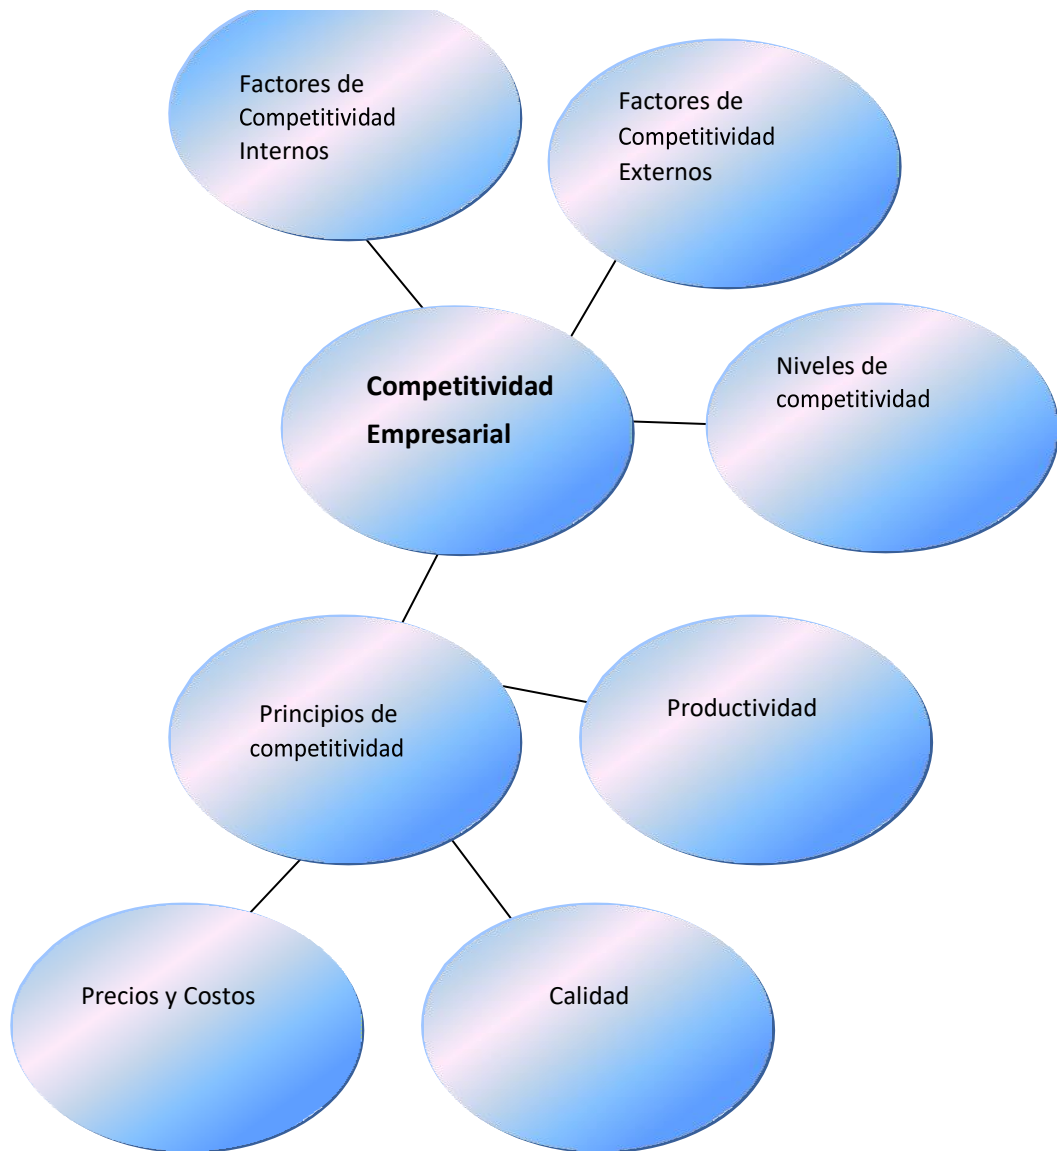 Factores de
Competitividad
Internos
Factores de
Competitividad
Externos
Competitividad
Empresarial
Niveles de
competitividad
Principios de
competitividad
Productividad
Precios y Costos
Calidad